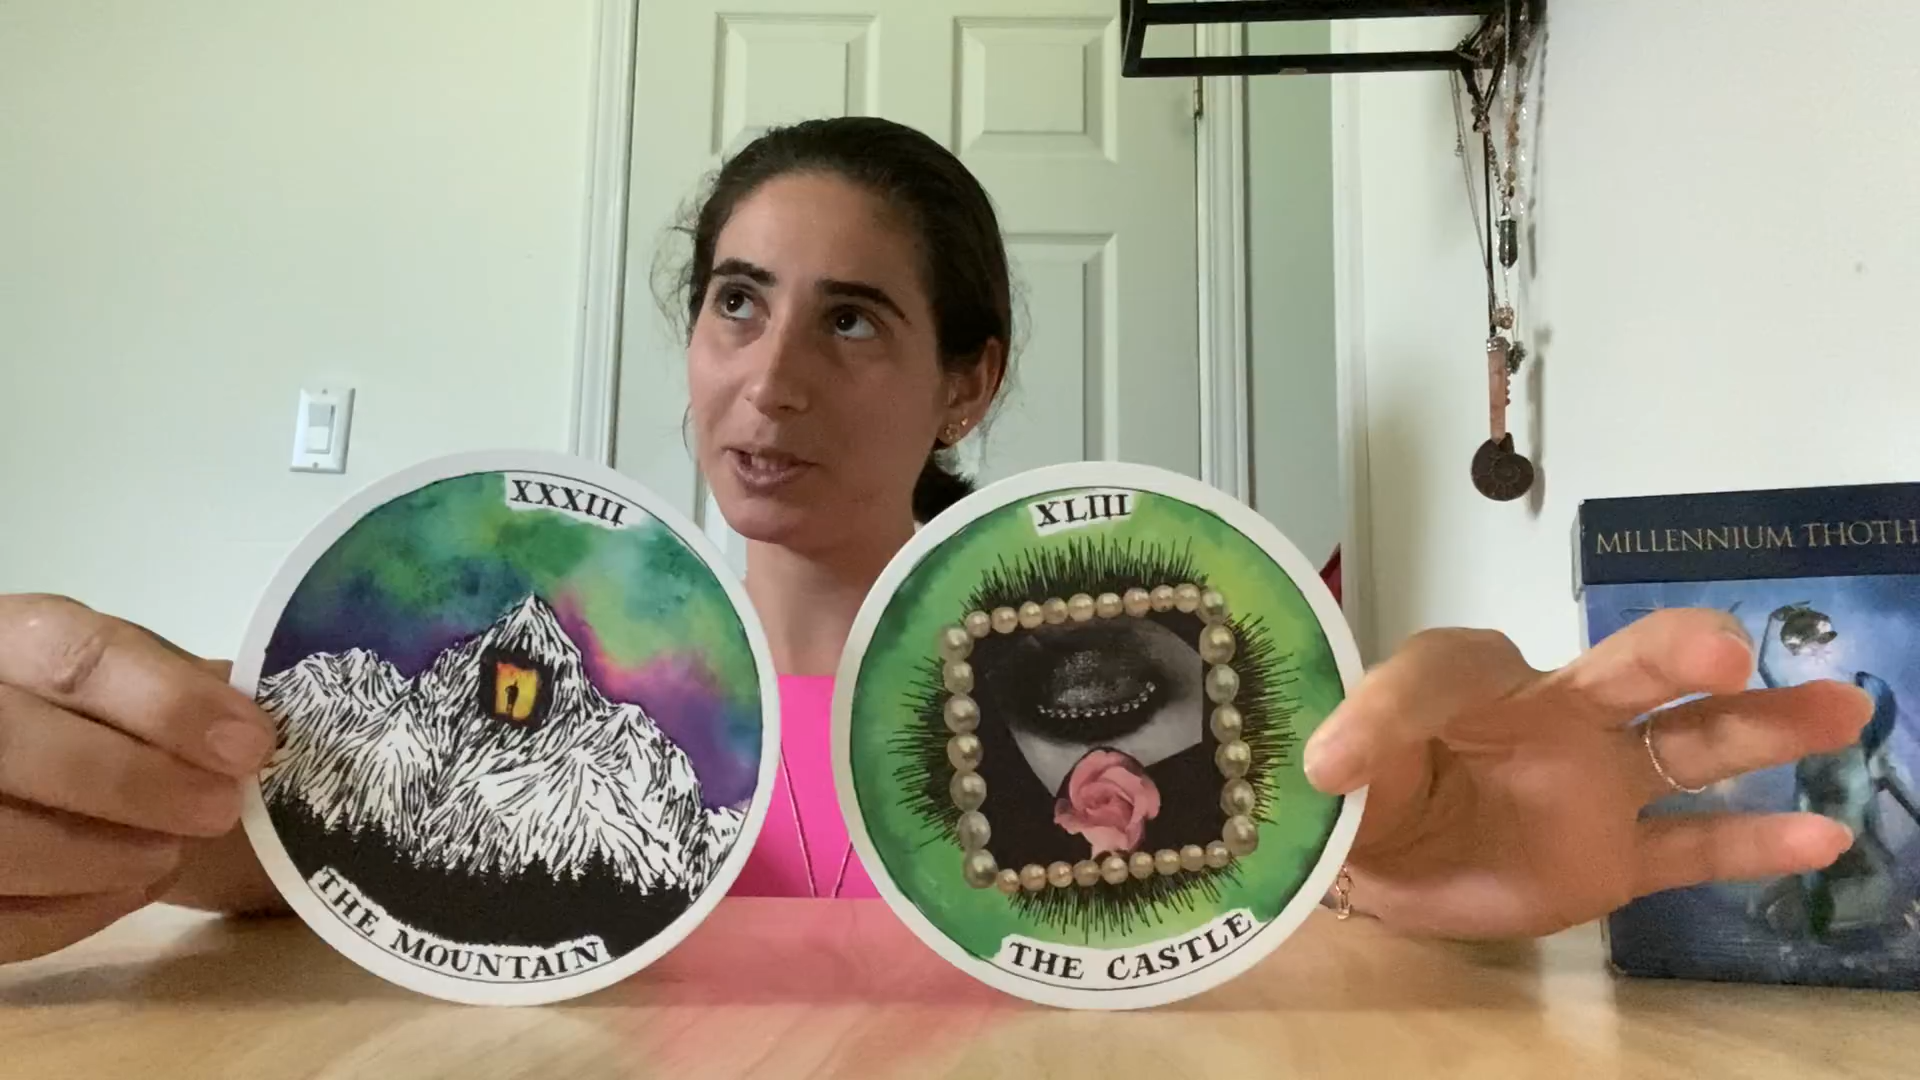 XXXIII
THE MOUNTAIN
XLIII
THE CASTLE
MILLENNIUM THOTH